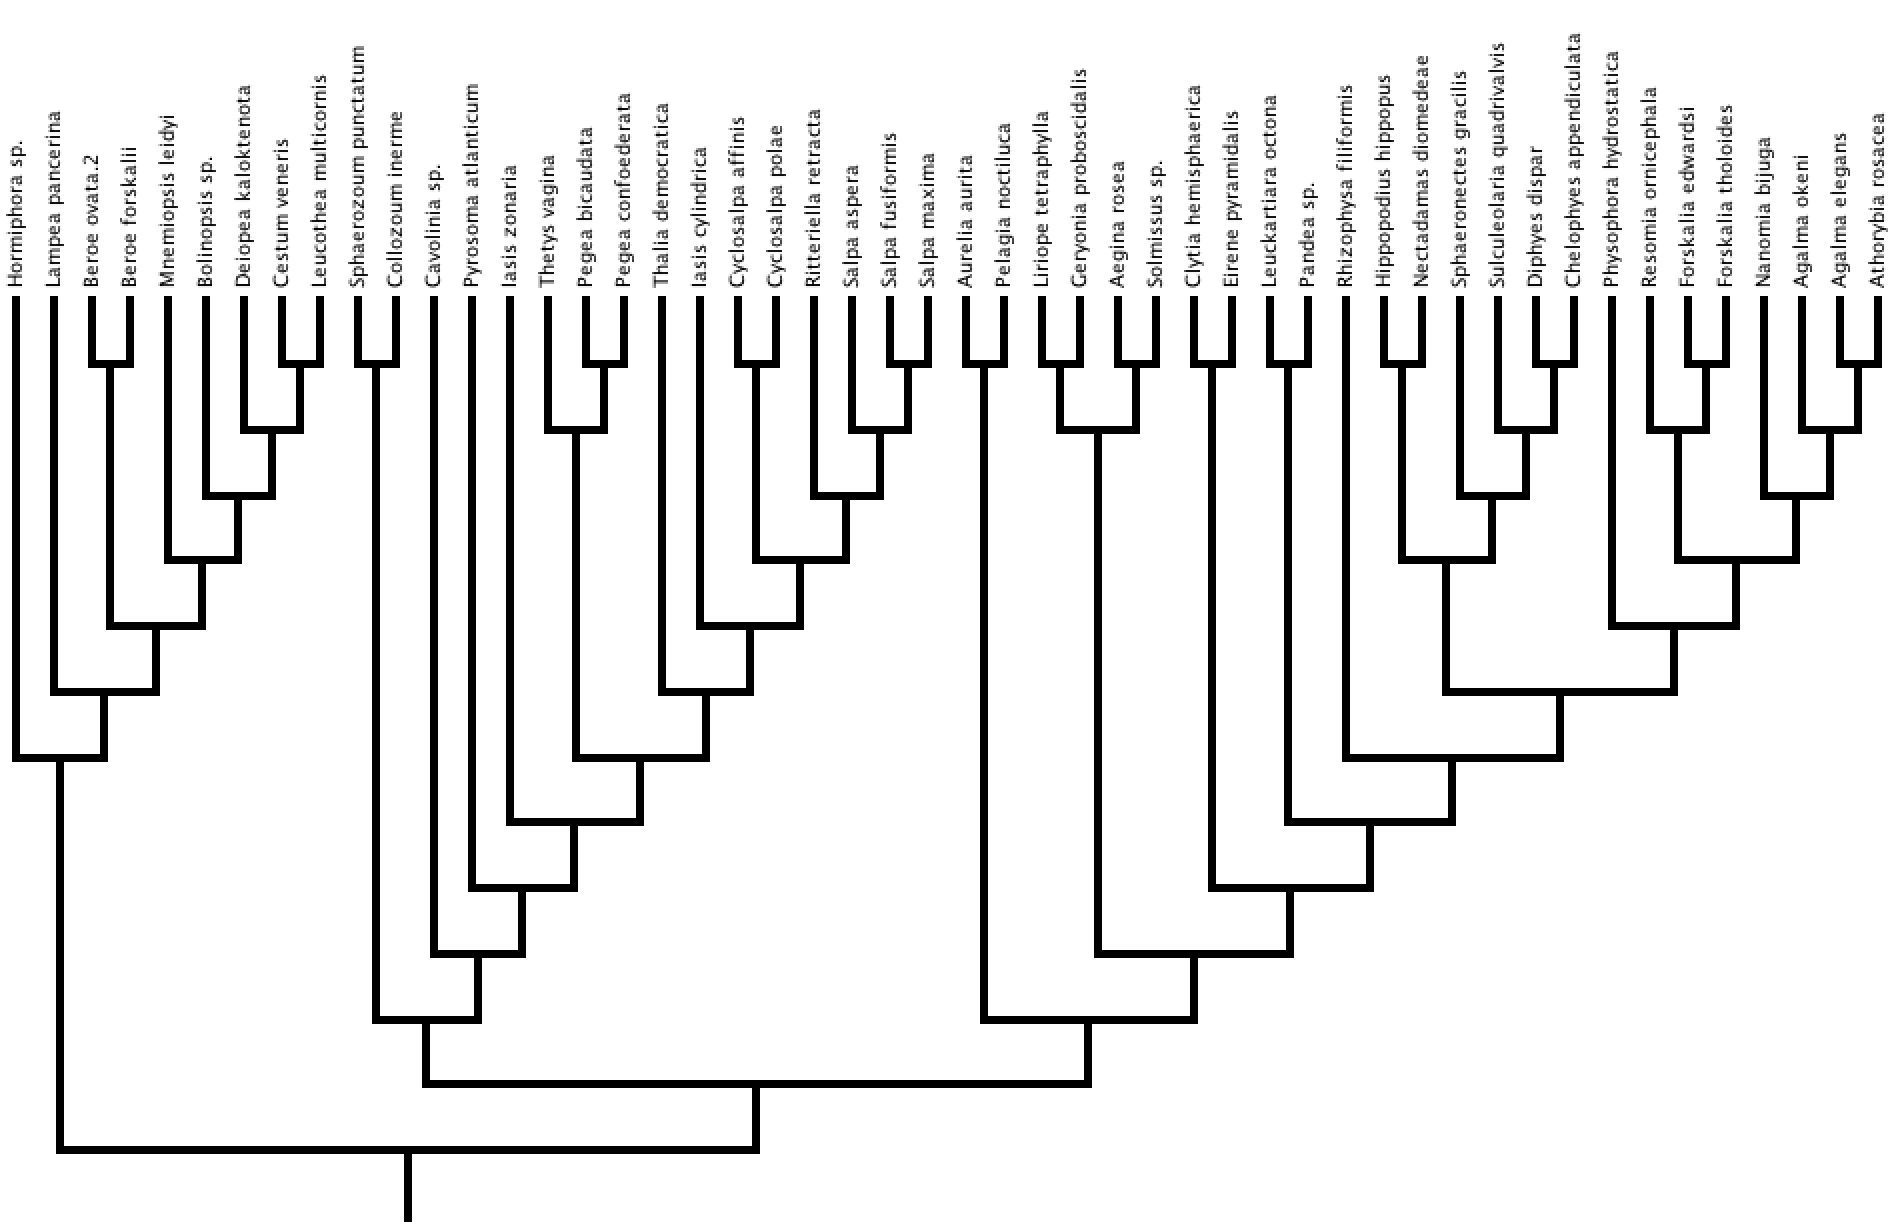 Hormiphora sp.
Lampea pancerina
Beroe ovata.2
Beroe forskalii
Mnemiopsis leidyi
Bolinopsis sp.
Deiopea kaloktenota
Cestum veneris
Leucothea multicornis
Sphaerozoum punctatum
Collozoum inerme
Cavolinia sp.
Pyrosoma atlanticum
Iasis zonaria
Thetys vagina
Pegea bicaudata
Pegea confoederata
Thalia democratica
Iasis cylindrica
Cyclosalpa affinis
Cyclosalpa polae
Ritteriella retracta
Salpa aspera
Salpa fusiformis
Salpa maxima
Aurelia aurita
Pelagia noctiluca
Liriope tetraphylla
Geryonia proboscidalis
Aegina rosea
Solmissus sp.
Clytia hemisphaerica
Eirene pyramidalis
Leuckartiara octona
Pandea sp.
Rhizophysa filiformis
Hippopodius hippopus
Nectadamas diomedeae
Sphaeronectes gracilis
Sulculeolaria quadrivalvis
Diphyes dispar
Chelophyes appendiculata
Physophora hydrostatica
Resomia ornicephala
Forskalia edwardsi
Forskalia tholoides
Nanomia bijuga
Agalma okeni
Agalma elegans
Athorybia rosacea